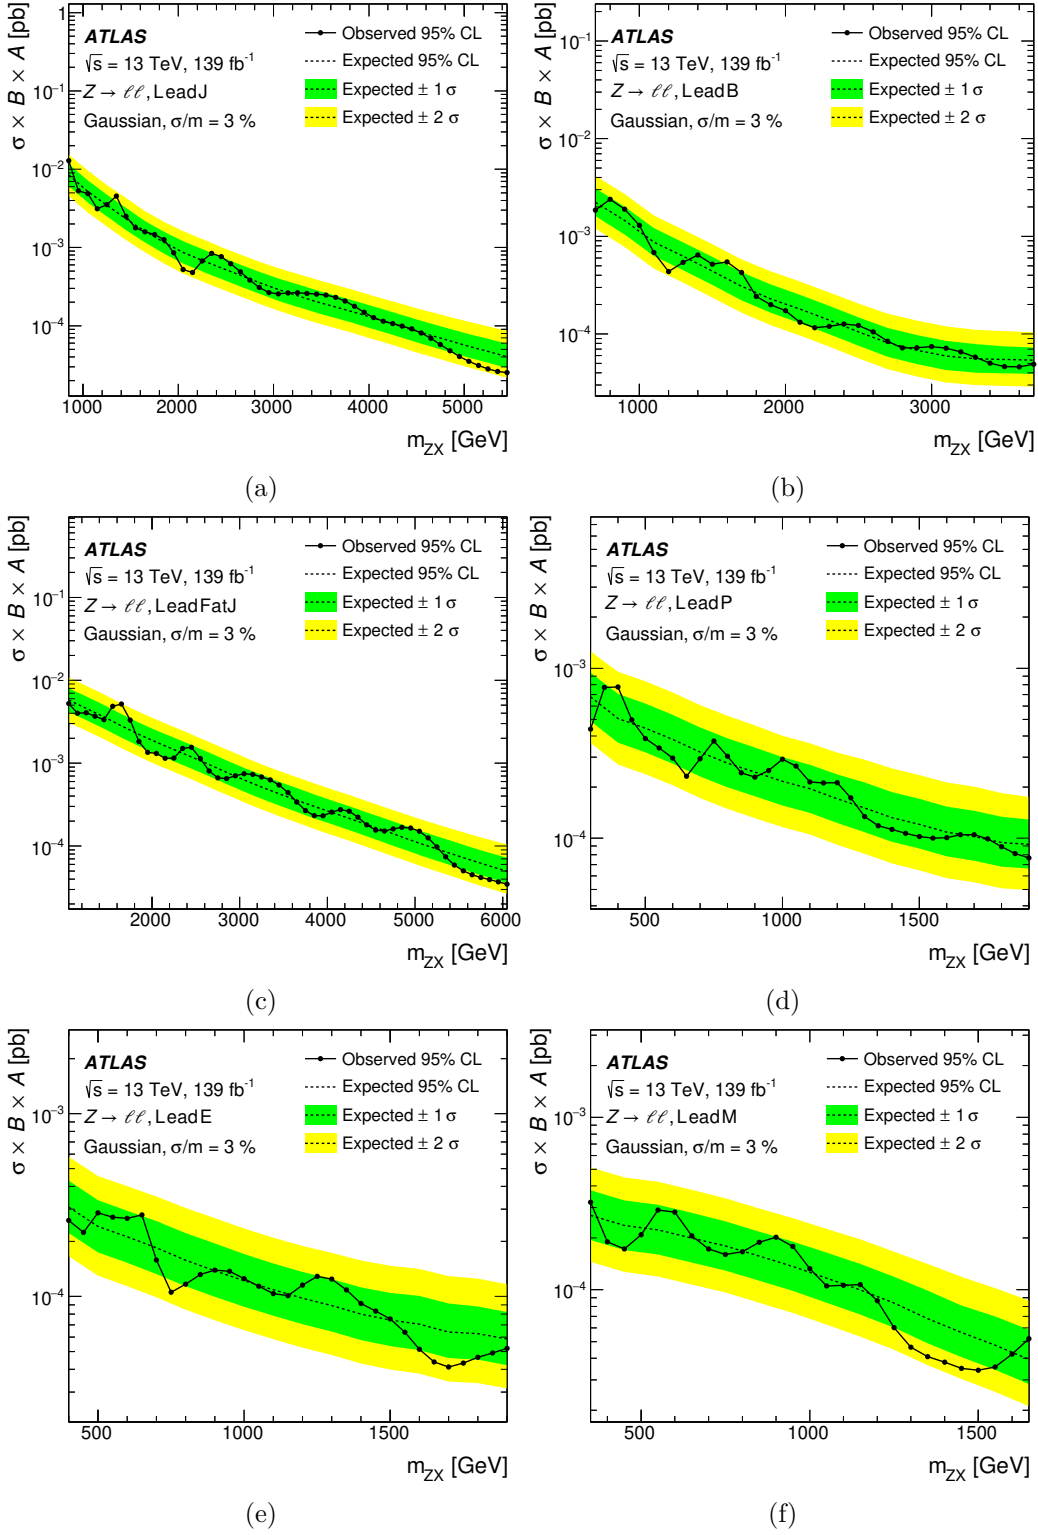 σ × B × A [pb]
1
10⁻¹
10⁻²
10⁻³
10⁻⁴
ATLAS
√s = 13 TeV, 139 fb⁻¹
Z → ℓℓ, LeadJ
Gaussian, σ/m = 3 %
Observed 95% CL
Expected 95% CL
Expected ± 1 σ
Expected ± 2 σ
1000 2000 3000 4000 5000
m_ZX [GeV]
(a)
σ × B × A [pb]
10⁻¹
10⁻²
10⁻³
10⁻⁴
ATLAS
√s = 13 TeV, 139 fb⁻¹
Z → ℓℓ, LeadB
Gaussian, σ/m = 3 %
Observed 95% CL
Expected 95% CL
Expected ± 1 σ
Expected ± 2 σ
1000 2000 3000
m_ZX [GeV]
(b)
σ × B × A [pb]
10⁻¹
10⁻²
10⁻³
10⁻⁴
ATLAS
√s = 13 TeV, 139 fb⁻¹
Z → ℓℓ, LeadFatJ
Gaussian, σ/m = 3 %
Observed 95% CL
Expected 95% CL
Expected ± 1 σ
Expected ± 2 σ
2000 3000 4000 5000 6000
m_ZX [GeV]
(c)
σ × B × A [pb]
10⁻³
10⁻⁴
ATLAS
√s = 13 TeV, 139 fb⁻¹
Z → ℓℓ, LeadP
Gaussian, σ/m = 3 %
Observed 95% CL
Expected 95% CL
Expected ± 1 σ
Expected ± 2 σ
500 1000 1500
m_ZX [GeV]
(d)
σ × B × A [pb]
10⁻³
10⁻⁴
ATLAS
√s = 13 TeV, 139 fb⁻¹
Z → ℓℓ, LeadE
Gaussian, σ/m = 3 %
Observed 95% CL
Expected 95% CL
Expected ± 1 σ
Expected ± 2 σ
500 1000 1500
m_ZX [GeV]
(e)
σ × B × A [pb]
10⁻³
10⁻⁴
ATLAS
√s = 13 TeV, 139 fb⁻¹
Z → ℓℓ, LeadM
Gaussian, σ/m = 3 %
Observed 95% CL
Expected 95% CL
Expected ± 1 σ
Expected ± 2 σ
500 1000 1500
m_ZX [GeV]
(f)